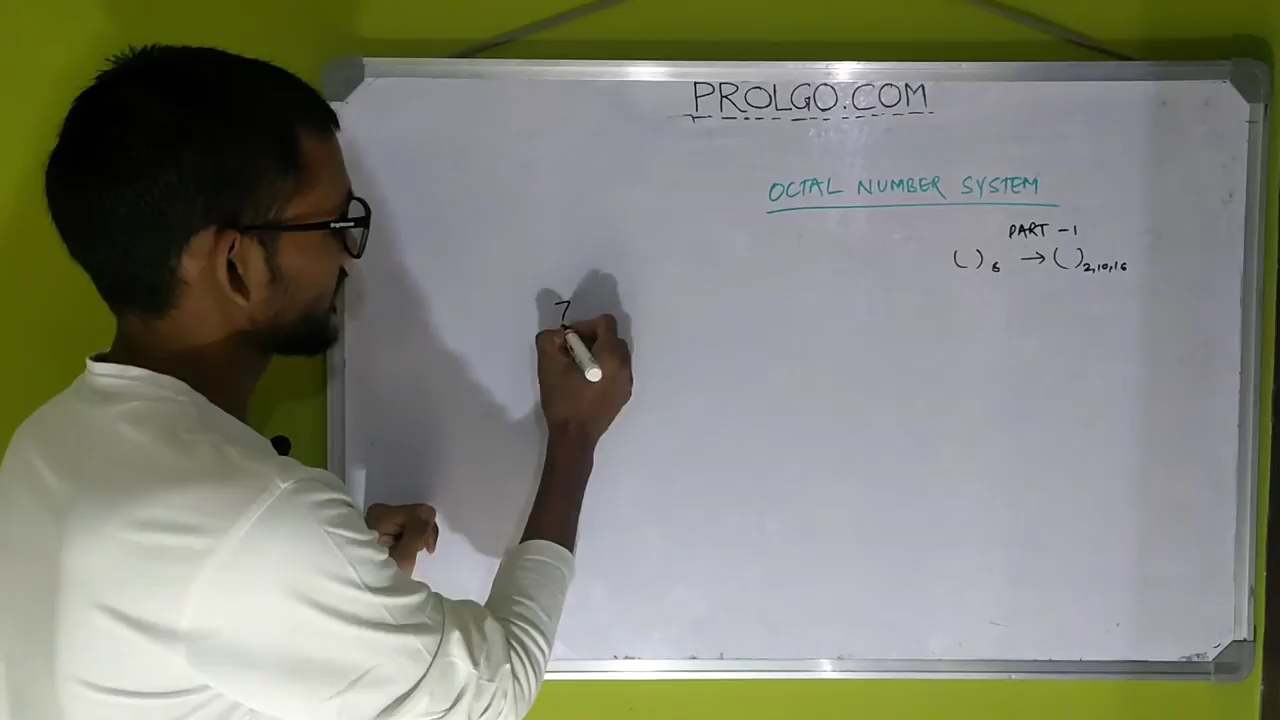 PROLGO.COM
OCTAL NUMBER SYSTEM
PART -1
( )8 → ( )2,10,16
7